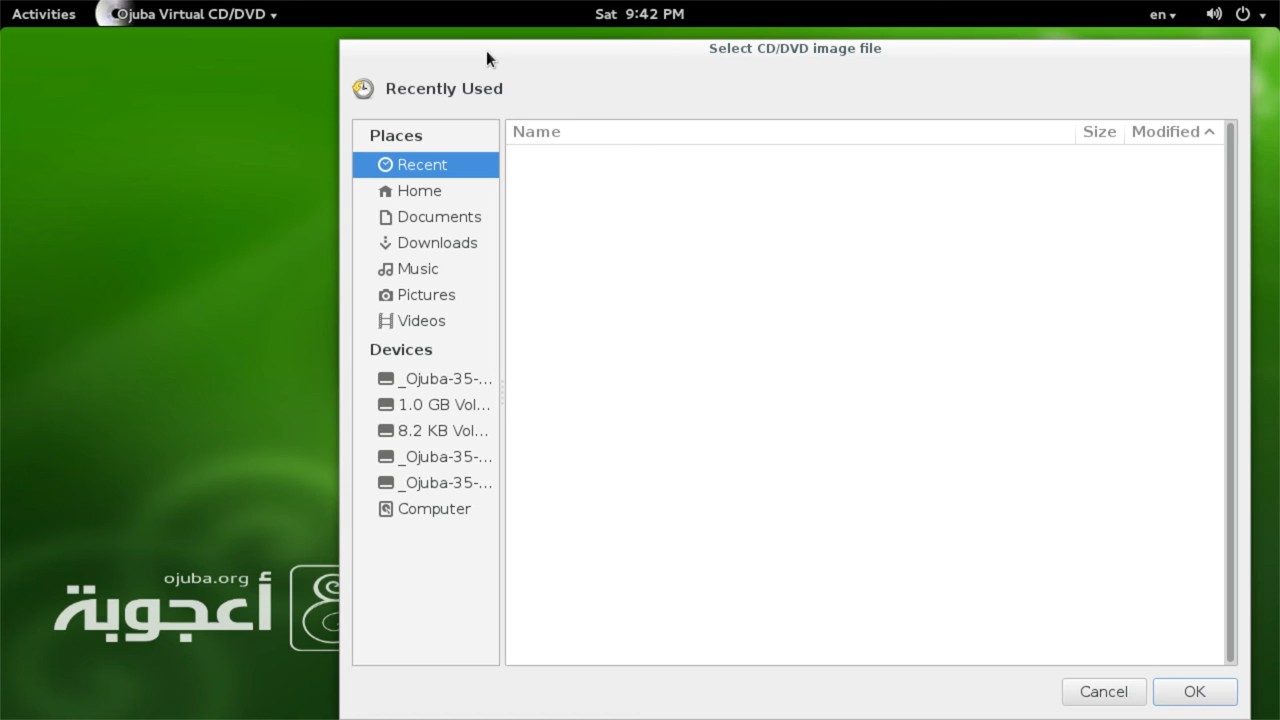 Activities
Ojuba Virtual CD/DVD
Sat 9:42 PM
en
Select CD/DVD image file
Recently Used
Places
Name
Size
Modified
Recent
Home
Documents
Downloads
Music
Pictures
Videos
Devices
_Ojuba-35-...
1.0 GB Vol...
8.2 KB Vol...
_Ojuba-35-...
_Ojuba-35-...
Computer
ojuba.org
أعجوبة
Cancel
OK